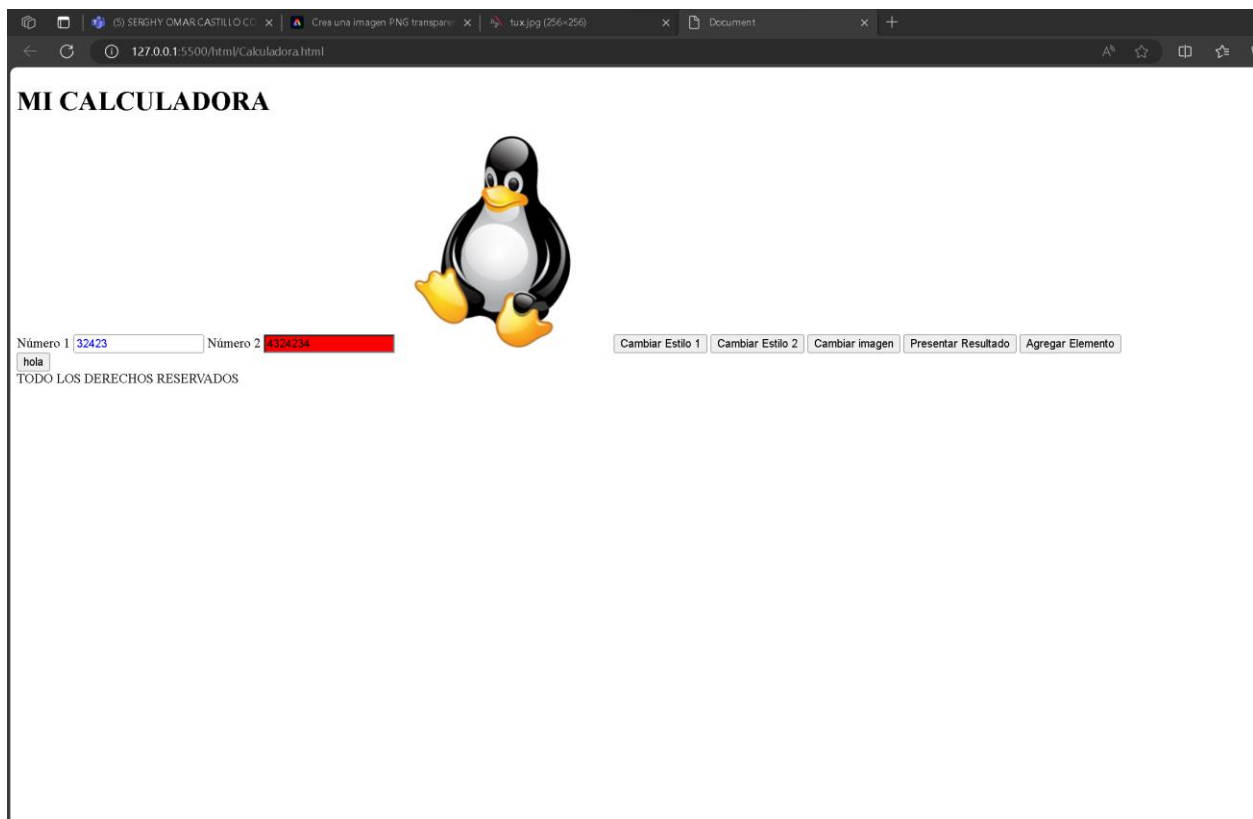 (5) SERGHY OMAR CASTILLO CO
Crea una imagen PNG transpare
tux.jpg (256×256)
Document
127.0.0.1:5500/html/Calculadora.html
MI CALCULADORA
Número 1 32423 Número 2 4324234 Cambiar Estilo 1 Cambiar Estilo 2 Cambiar imagen Presentar Resultado Agregar Elemento
hola
TODO LOS DERECHOS RESERVADOS